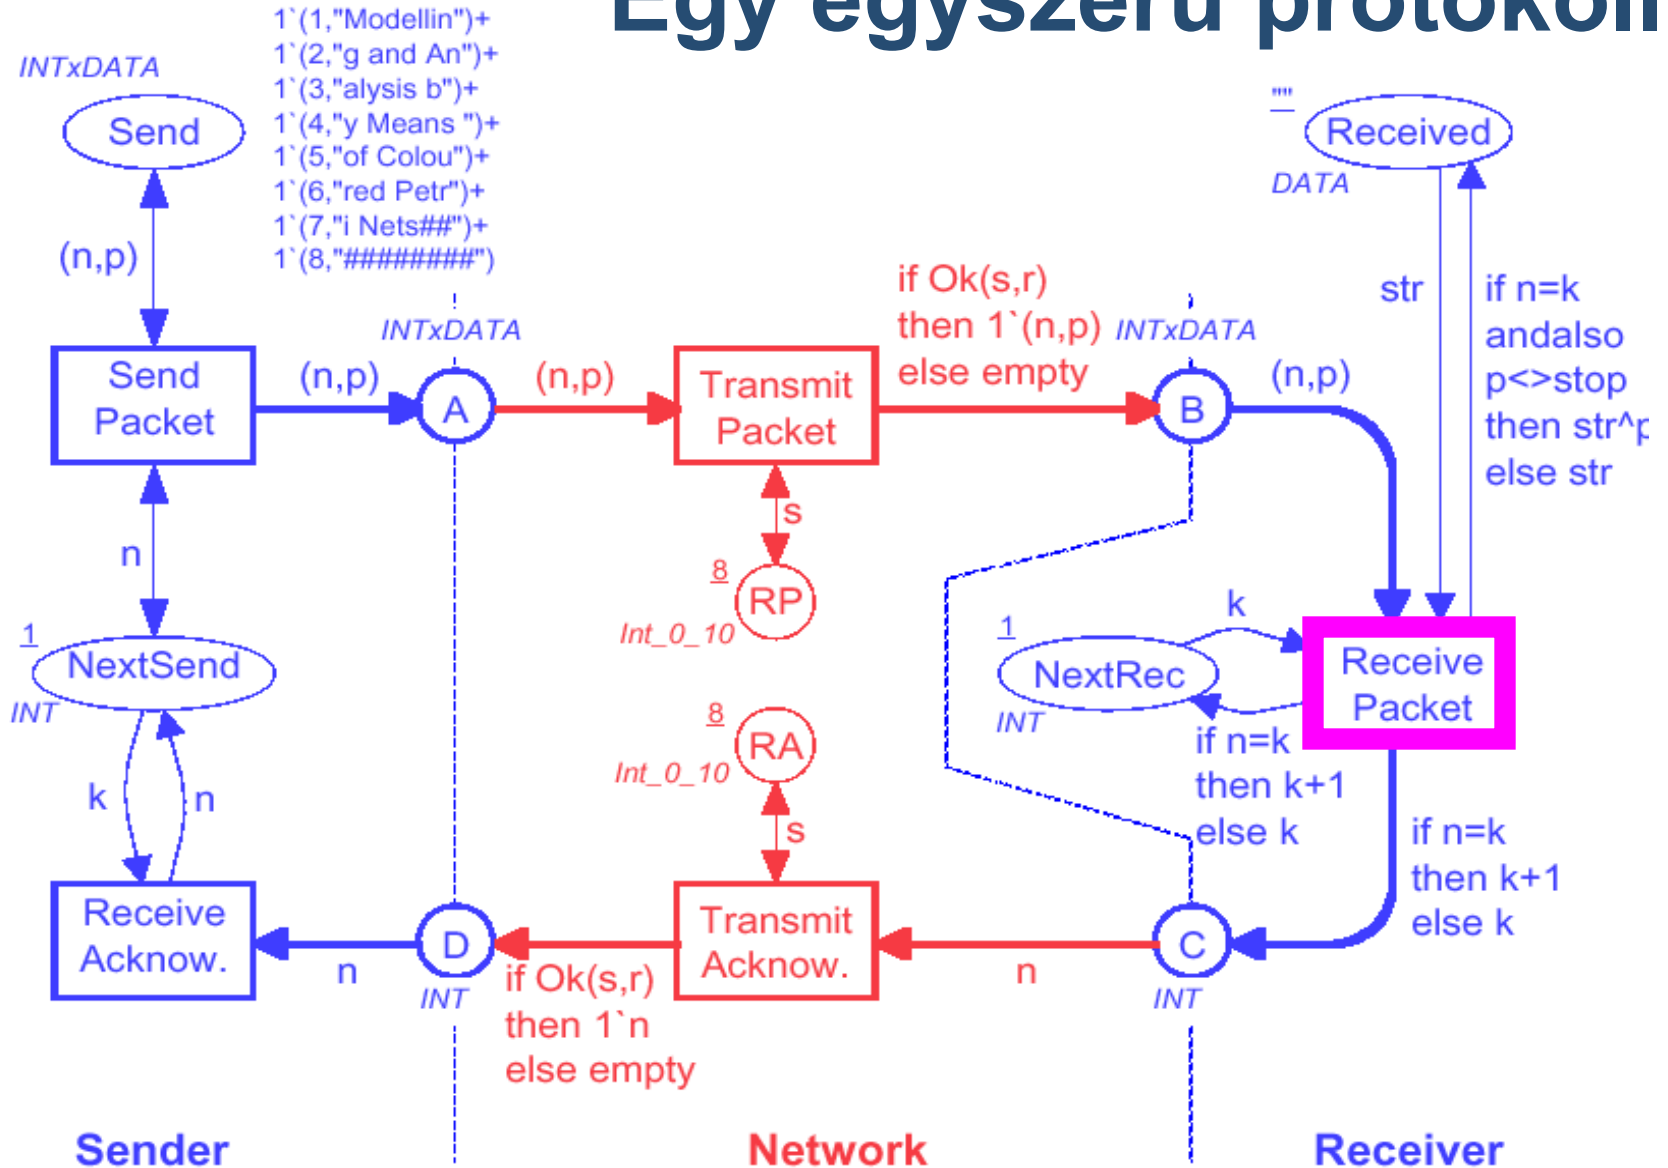 Egy egyszerű protokoll
INTxDATA
Send
1`(1,"Modellin")+
1`(2,"g and An")+
1`(3,"alysis b")+
1`(4,"y Means ")+
1`(5,"of Colou")+
1`(6,"red Petr")+
1`(7,"i Nets##")+
1`(8,"########")
""
Received
DATA
(n,p)
str
if n=k
andalso
p<>stop
then str^p
else str
Send
Packet
(n,p)
INTxDATA
A
(n,p)
Transmit
Packet
if Ok(s,r)
then 1`(n,p)
else empty
INTxDATA
B
(n,p)
n
s
8
RP
Int_0_10
1
NextSend
INT
k
1
NextRec
INT
Receive
Packet
if n=k
then k+1
else k
8
RA
Int_0_10
s
k
n
if n=k
then k+1
else k
Receive
Acknow.
n
D
INT
if Ok(s,r)
then 1`n
else empty
Transmit
Acknow.
n
C
INT
Sender
Network
Receiver